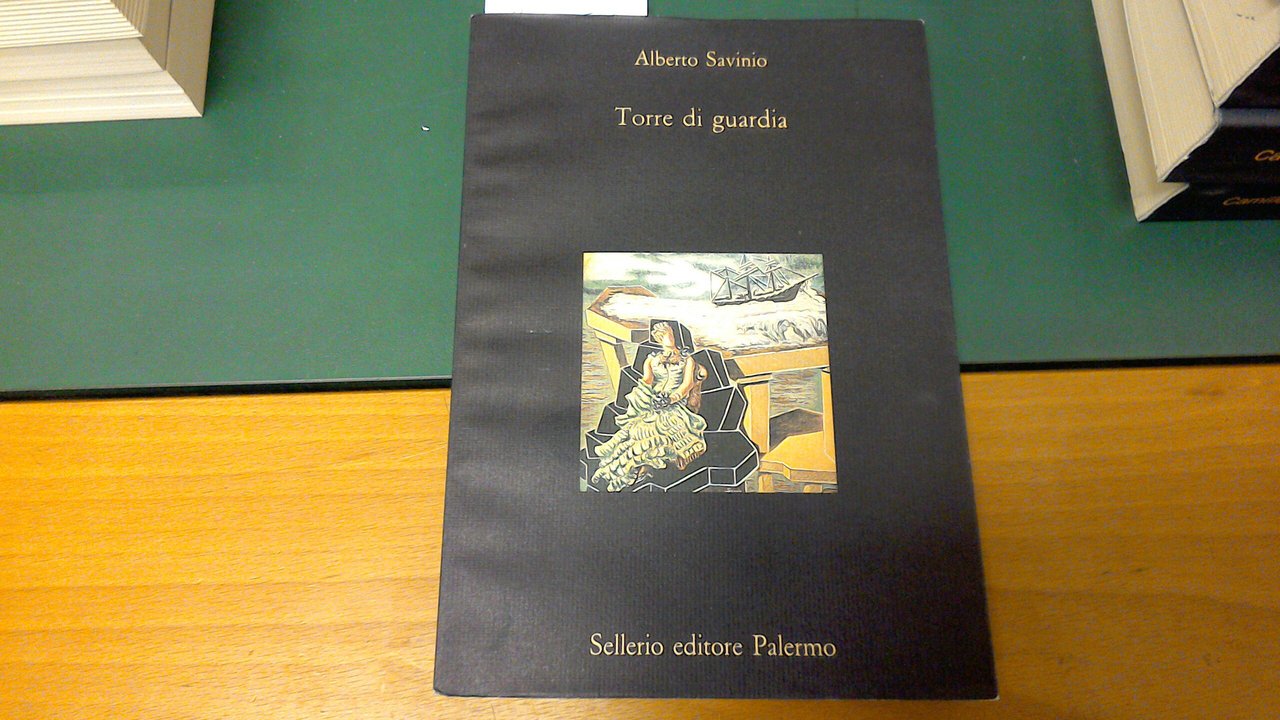 Alberto Savinio
Torre di guardia
Sellerio editore Palermo